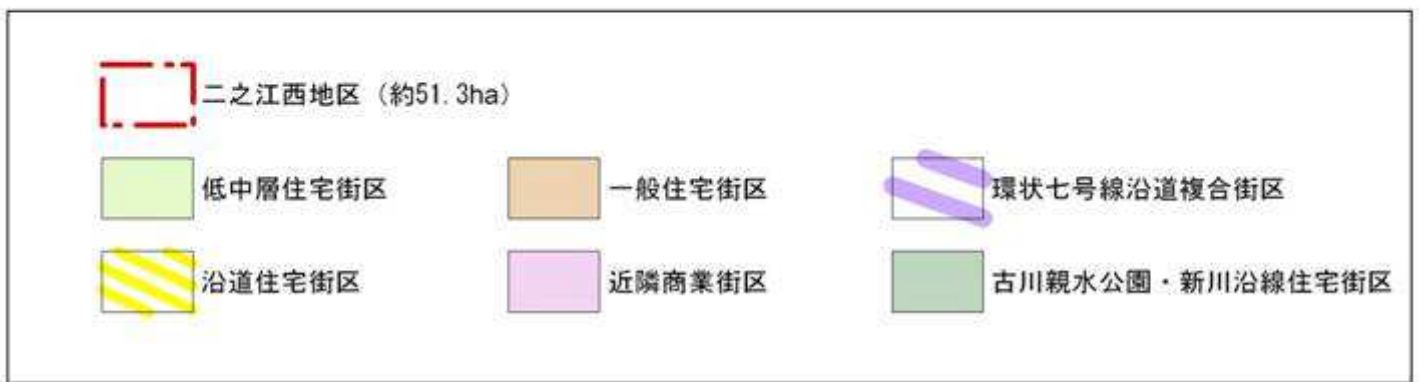 二之江西地区（約51.3ha）
低中層住宅街区
一般住宅街区
環状七号線沿道複合街区
沿道住宅街区
近隣商業街区
古川親水公園・新川沿線住宅街区